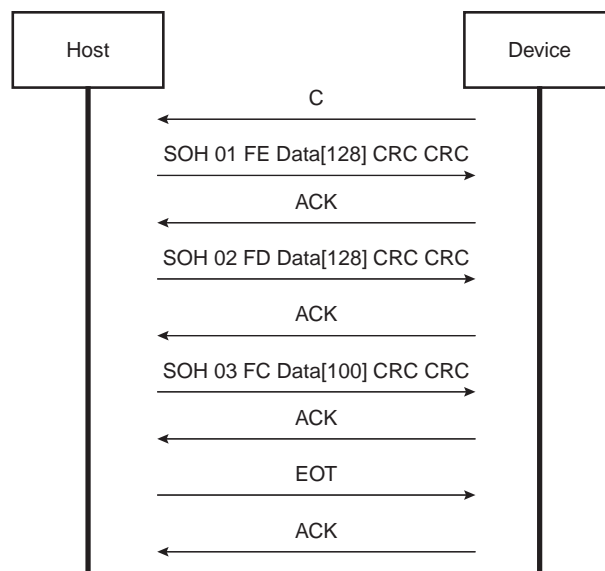 Host
Device
C
SOH 01 FE Data[128] CRC CRC
ACK
SOH 02 FD Data[128] CRC CRC
ACK
SOH 03 FC Data[100] CRC CRC
ACK
EOT
ACK